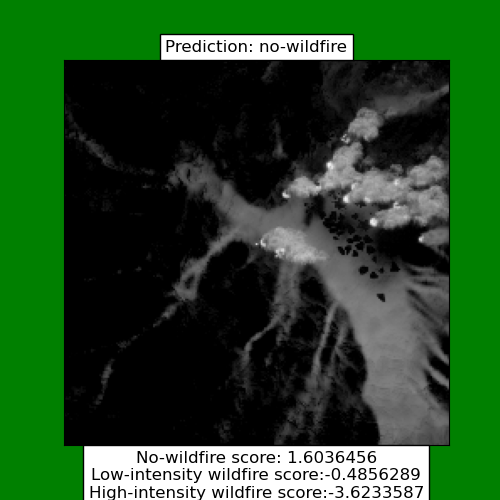 Prediction: no-wildfire
No-wildfire score: 1.6036456
Low-intensity wildfire score:-0.4856289
High-intensity wildfire score:-3.6233587